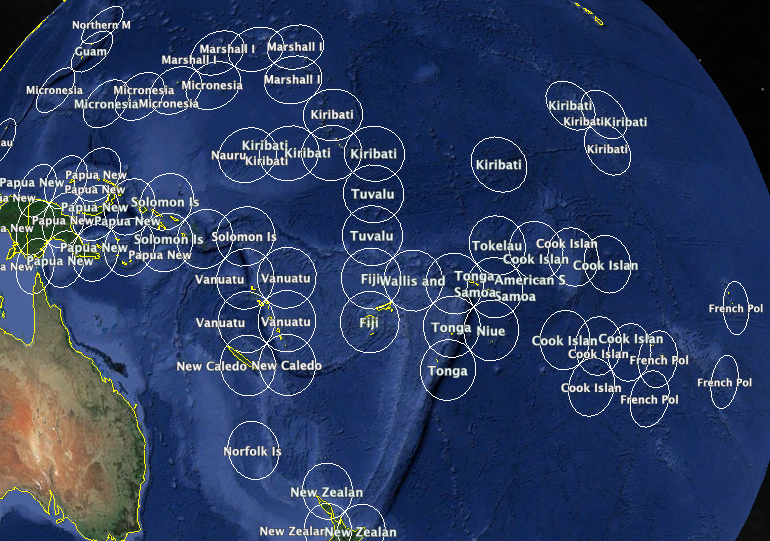 Northern M
Guam
Marshall I
Marshall I
Marshall I
Marshall I
Micronesia
Micronesia
Micronesia
Micronesia
Micronesia
Kiribati
Kiribati
Kiribati
Kiribati
Kiribati
Kiribati
au
Nauru
Kiribati
Kiribati
Kiribati
Kiribati
Kiribati
Papua New
Papua New
Papua New
ua New
Papua New
Papua New
Papua New
a New
Papua New
Papua New
Papua New
a New
Solomon Is
Solomon Is
Solomon Is
Tuvalu
Tuvalu
Tokelau
Cook Islan
Cook Islan
Cook Islan
Vanuatu
Vanuatu
Fiji
Wallis and
Tonga
American S
Samoa
Samoa
Vanuatu
Vanuatu
Fiji
Tonga
Niue
French Pol
Cook Islan
Cook Islan
Cook Islan
French Pol
New Caledo
New Caledo
Tonga
Cook Islan
French Pol
French Pol
Norfolk Is
New Zealan
New Zealan
New Zealan